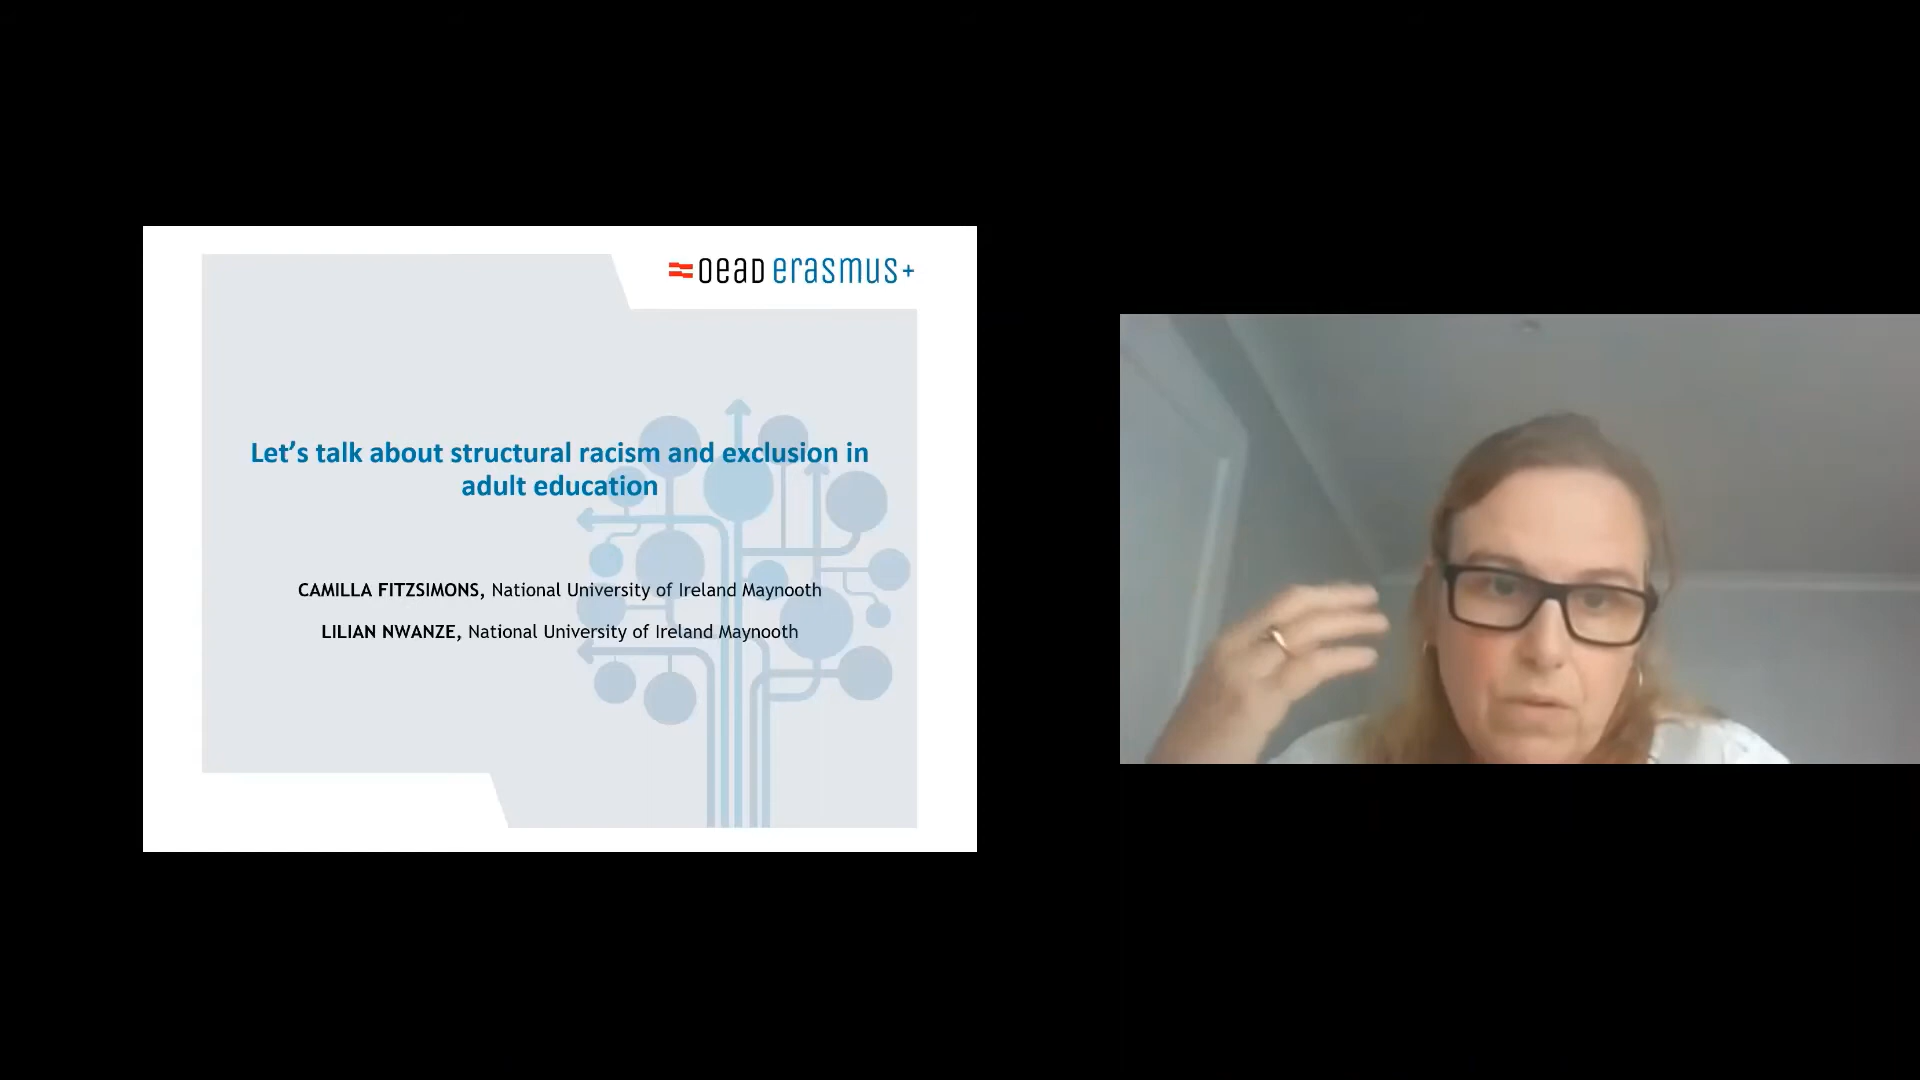 oead erasmus+
Let’s talk about structural racism and exclusion in
adult education
CAMILLA FITZSIMONS, National University of Ireland Maynooth
LILIAN NWANZE, National University of Ireland Maynooth